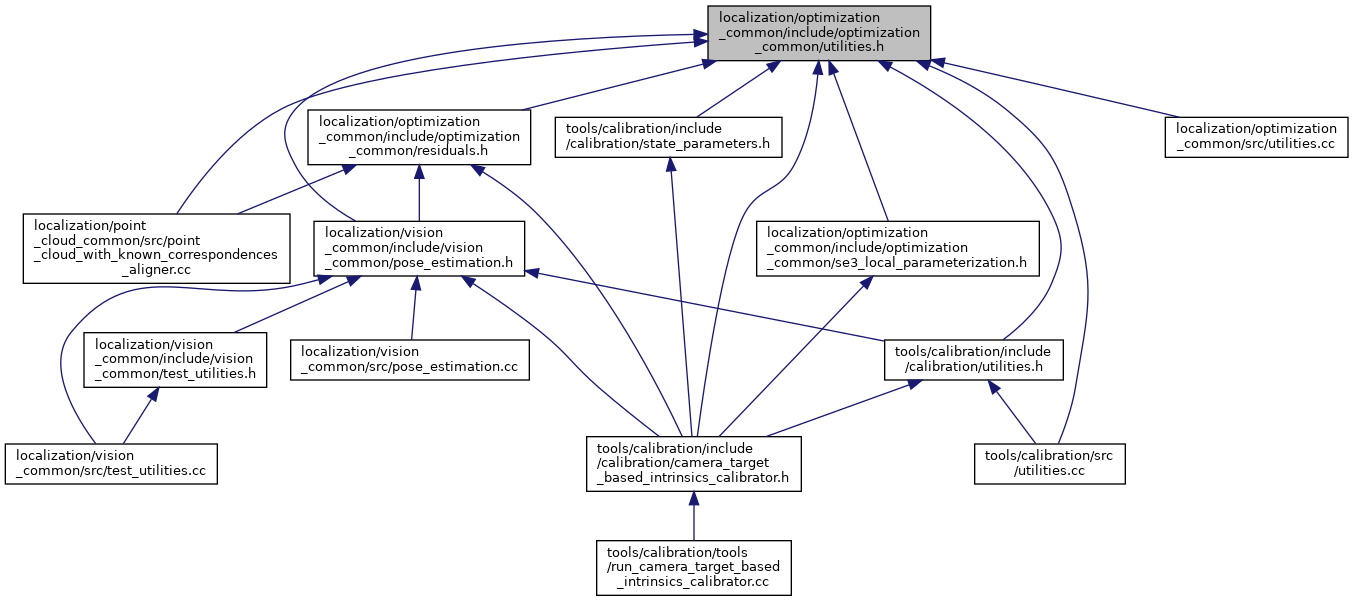 localization/optimization
_common/include/optimization
_common/utilities.h
localization/optimization
_common/include/optimization
_common/residuals.h
tools/calibration/include
/calibration/state_parameters.h
localization/optimization
_common/src/utilities.cc
localization/point
_cloud_common/src/point
_cloud_with_known_correspondences
_aligner.cc
localization/vision
_common/include/vision
_common/pose_estimation.h
localization/optimization
_common/include/optimization
_common/se3_local_parameterization.h
localization/vision
_common/include/vision
_common/test_utilities.h
localization/vision
_common/src/pose_estimation.cc
tools/calibration/include
/calibration/utilities.h
localization/vision
_common/src/test_utilities.cc
tools/calibration/include
/calibration/camera_target
_based_intrinsics_calibrator.h
tools/calibration/src
/utilities.cc
tools/calibration/tools
/run_camera_target_based
_intrinsics_calibrator.cc